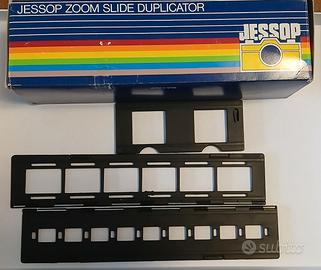 JESSOP ZOOM SLIDE DUPLICATOR
JESSOP
subito